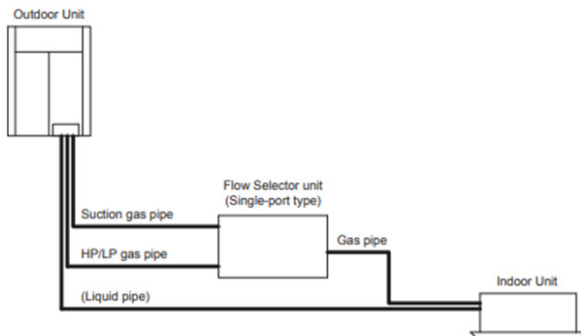 Outdoor Unit
Flow Selector unit
(Single-port type)
Suction gas pipe
Gas pipe
HP/LP gas pipe
Indoor Unit
(Liquid pipe)